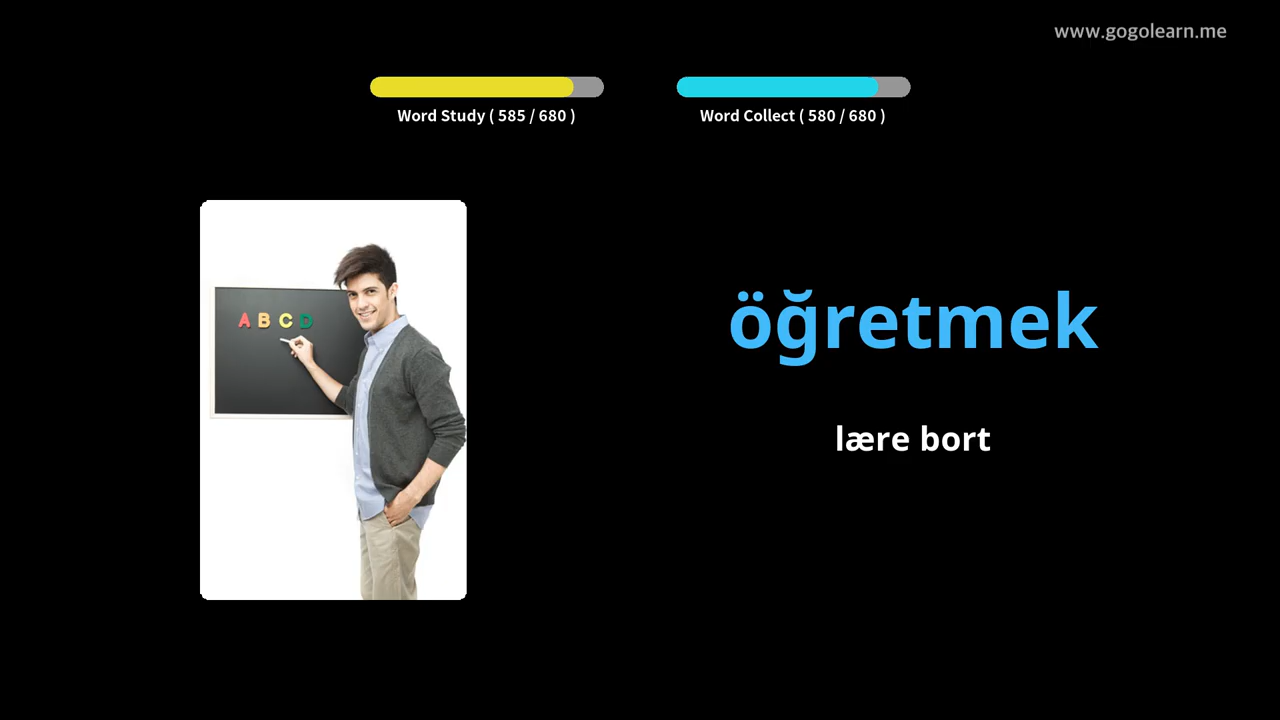 www.gogolearn.me
Word Study ( 585 / 680 )
Word Collect ( 580 / 680 )
A B C D
öğretmek
lære bort